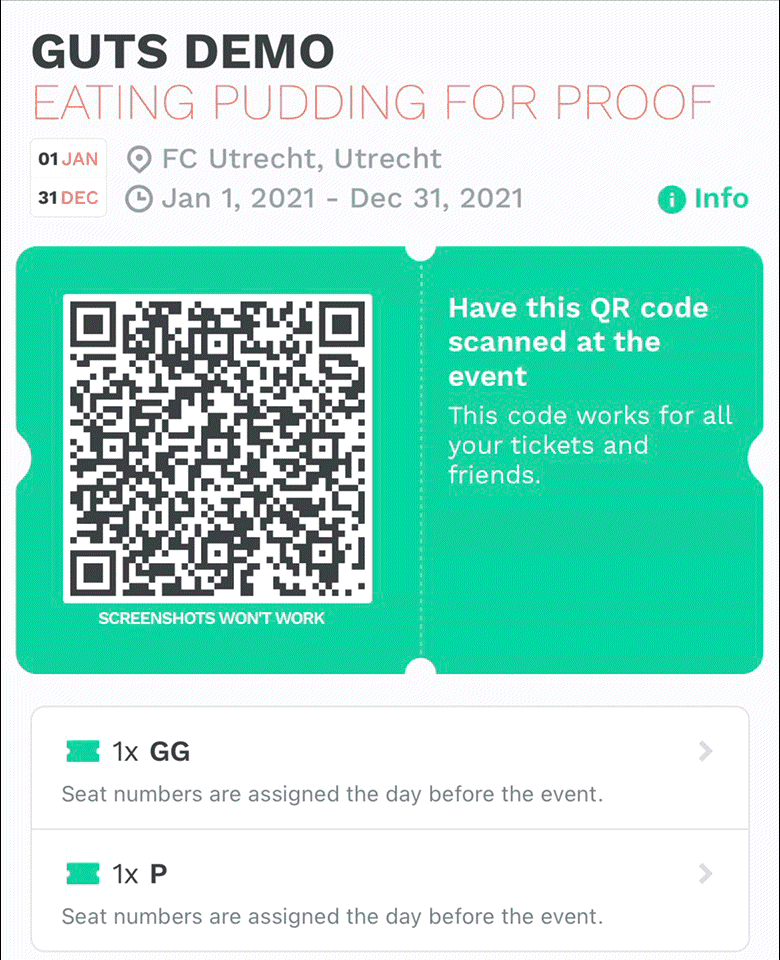 GUTS DEMO
EATING PUDDING FOR PROOF
01 JAN
FC Utrecht, Utrecht
31 DEC
Jan 1, 2021 - Dec 31, 2021
Info
Have this QR code
scanned at the
event
This code works for all
your tickets and
friends.
SCREENSHOTS WON'T WORK
1x GG
Seat numbers are assigned the day before the event.
1x P
Seat numbers are assigned the day before the event.